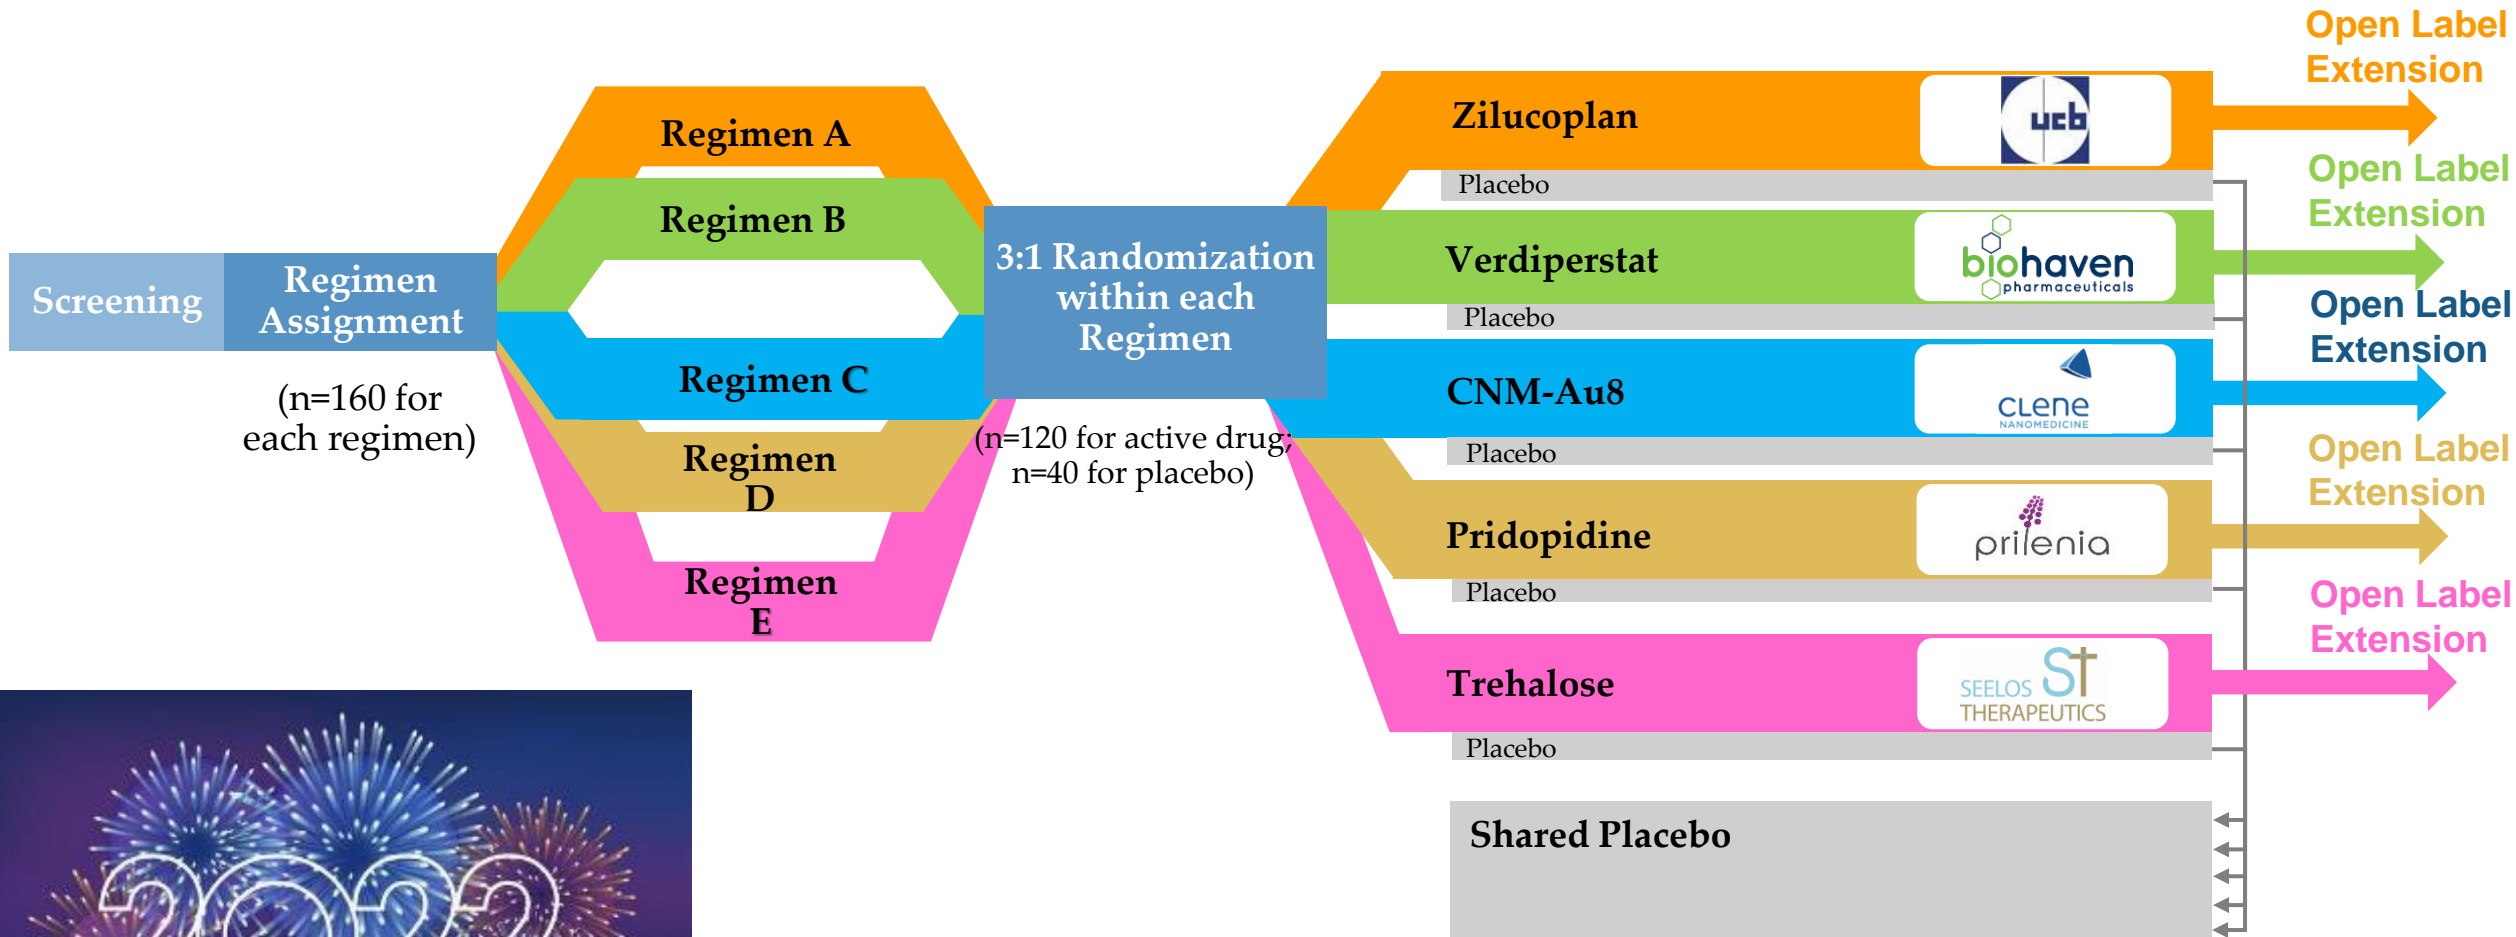 Screening
Regimen
Assignment
(n=160 for
each regimen)
Regimen A
Regimen B
Regimen C
Regimen
D
Regimen
E
3:1 Randomization
within each
Regimen
(n=120 for active drug;
n=40 for placebo)
Zilucoplan
ucb
Placebo
Open Label
Extension
Verdiperstat
biohaven
pharmaceuticals
Placebo
Open Label
Extension
CNM-Au8
CLENE
NANOMEDICINE
Placebo
Open Label
Extension
Pridopidine
prilenia
Placebo
Open Label
Extension
Trehalose
SEELOS ST
THERAPEUTICS
Placebo
Open Label
Extension
Shared Placebo
2022